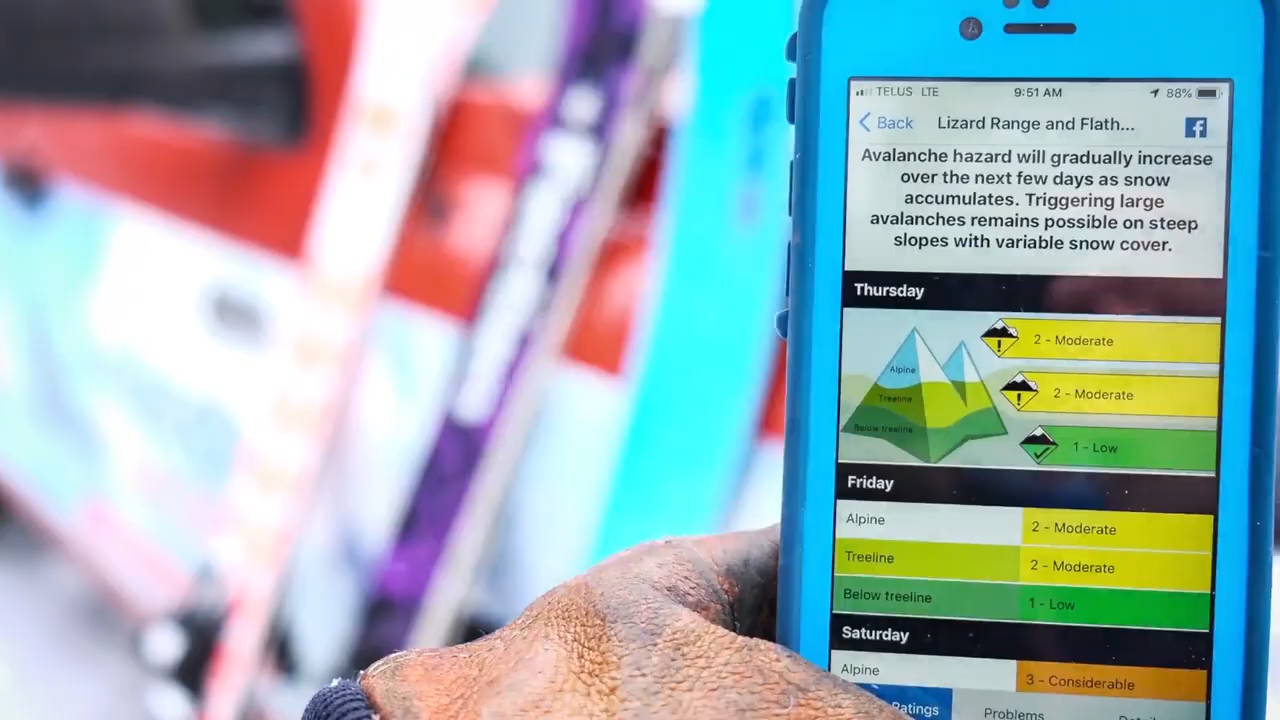 TELUS LTE 9:51 AM 88%
Back Lizard Range and Flath...
Avalanche hazard will gradually increase
over the next few days as snow
accumulates. Triggering large
avalanches remains possible on steep
slopes with variable snow cover.
Thursday
Alpine
Treeline
Below treeline
2 - Moderate
2 - Moderate
1 - Low
Friday
Alpine 2 - Moderate
Treeline 2 - Moderate
Below treeline 1 - Low
Saturday
Alpine 3 - Considerable
Ratings Problems